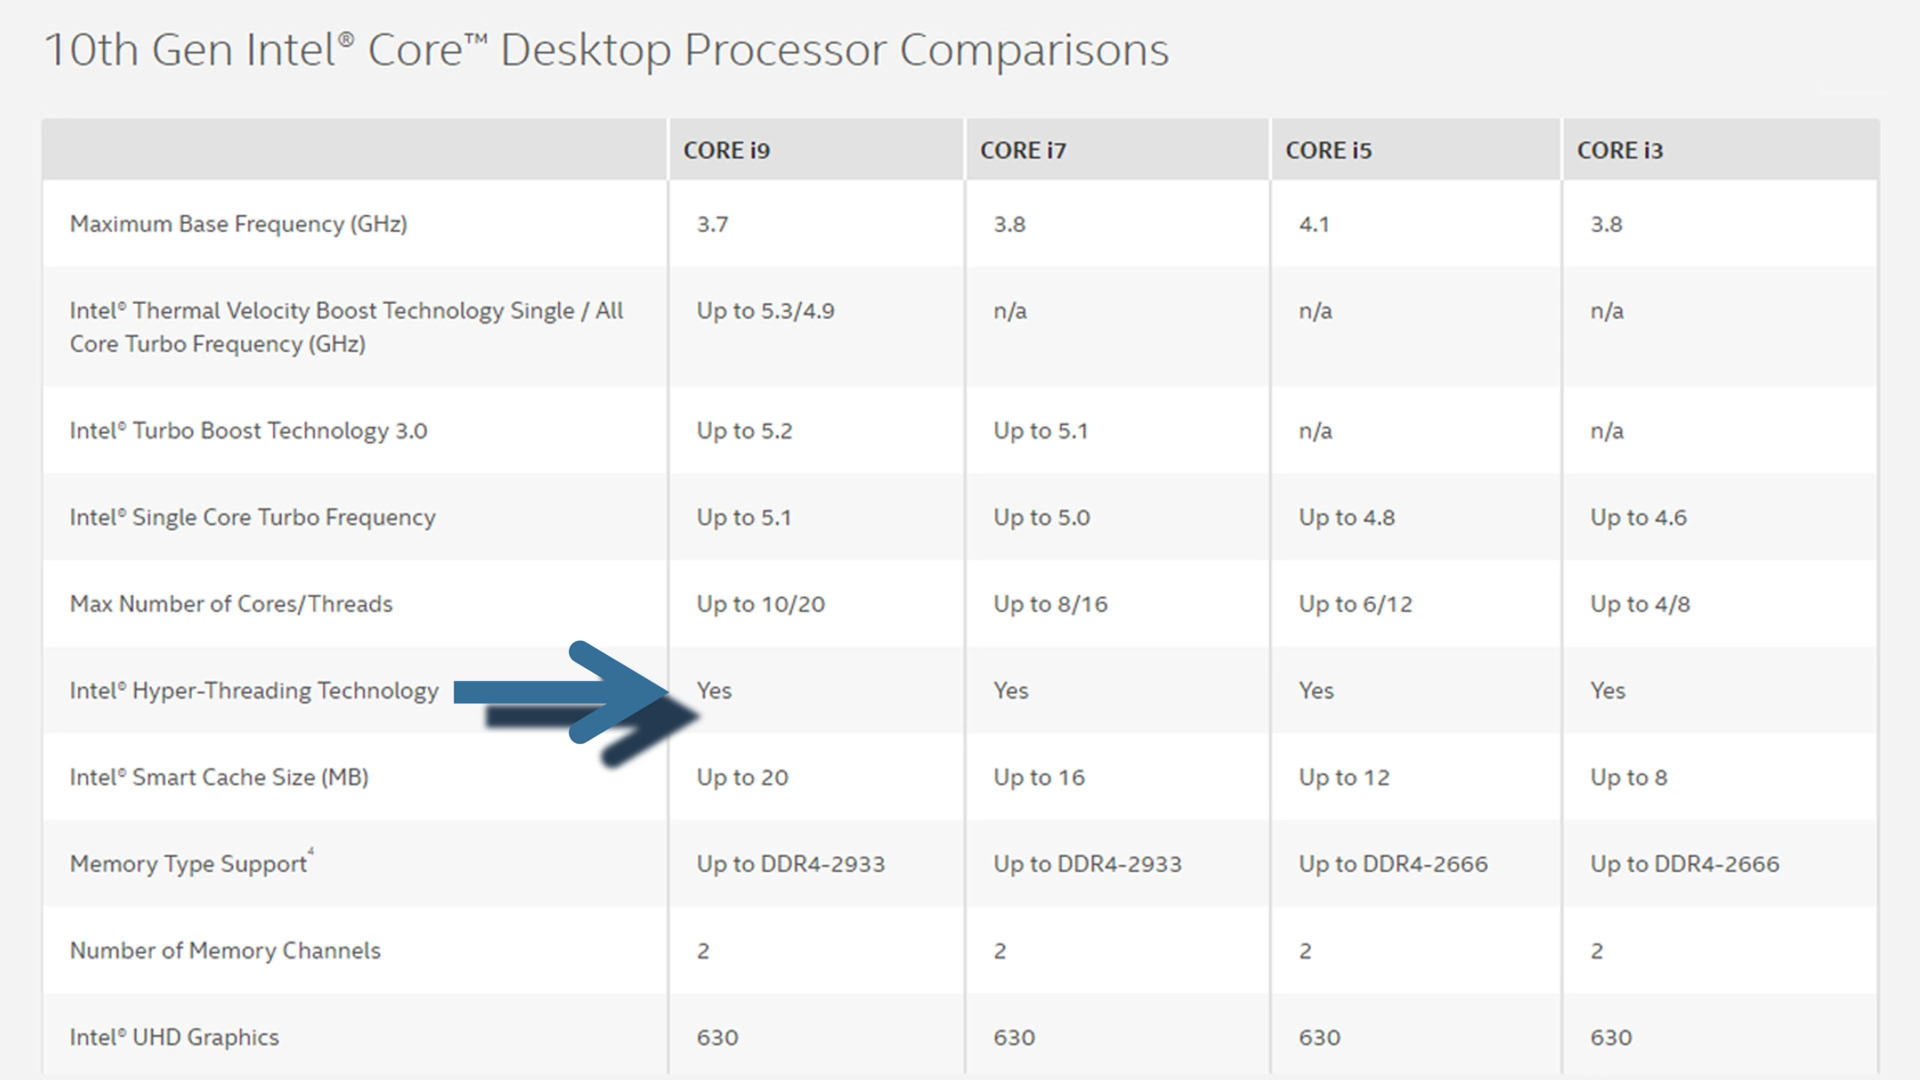 10th Gen Intel® Core™ Desktop Processor Comparisons
CORE i9 CORE i7 CORE i5 CORE i3
Maximum Base Frequency (GHz) 3.7 3.8 4.1 3.8
Intel® Thermal Velocity Boost Technology Single / All Up to 5.3/4.9 n/a n/a n/a
Core Turbo Frequency (GHz)
Intel® Turbo Boost Technology 3.0 Up to 5.2 Up to 5.1 n/a n/a
Intel® Single Core Turbo Frequency Up to 5.1 Up to 5.0 Up to 4.8 Up to 4.6
Max Number of Cores/Threads Up to 10/20 Up to 8/16 Up to 6/12 Up to 4/8
Intel® Hyper-Threading Technology Yes Yes Yes Yes
Intel® Smart Cache Size (MB) Up to 20 Up to 16 Up to 12 Up to 8
Memory Type Support⁴ Up to DDR4-2933 Up to DDR4-2933 Up to DDR4-2666 Up to DDR4-2666
Number of Memory Channels 2 2 2 2
Intel® UHD Graphics 630 630 630 630